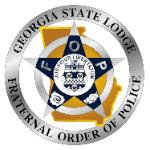 GEORGIA STATE LODGE
F O P
FRATERNAL ORDER OF POLICE